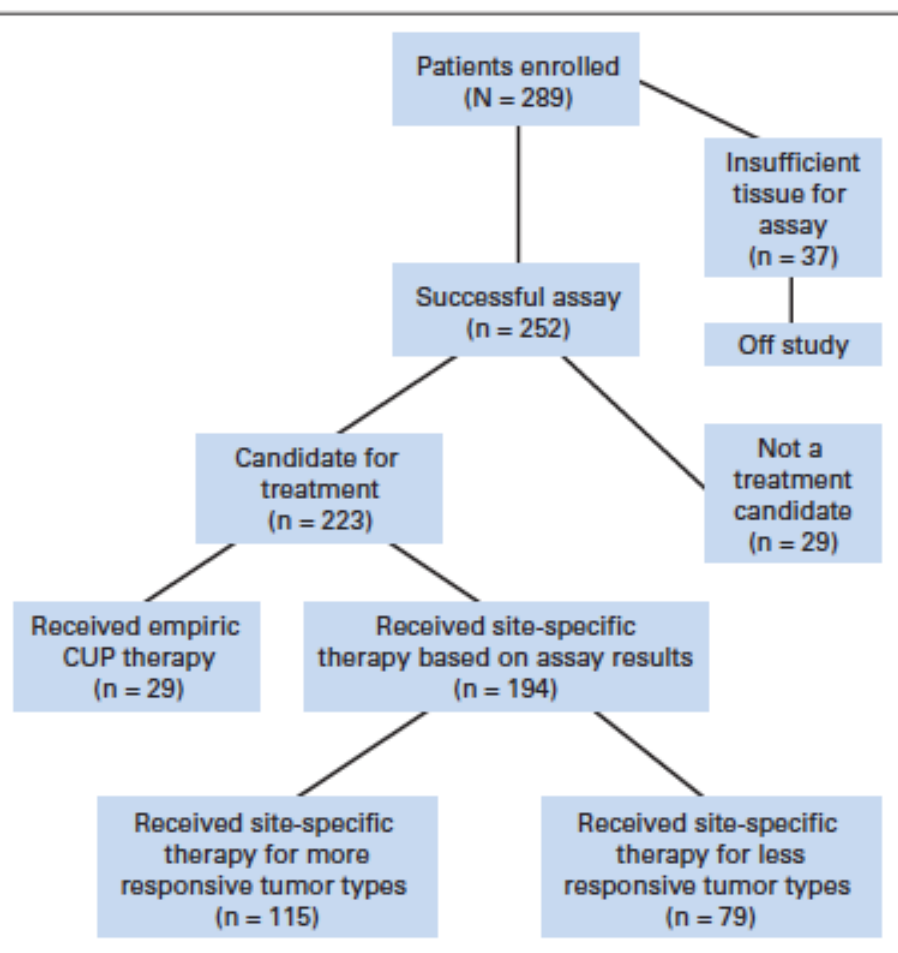 Patients enrolled
(N = 289)
Insufficient
tissue for
assay
(n = 37)
Off study
Successful assay
(n = 252)
Not a
treatment
candidate
(n = 29)
Candidate for
treatment
(n = 223)
Received empiric
CUP therapy
(n = 29)
Received site-specific
therapy based on assay results
(n = 194)
Received site-specific
therapy for more
responsive tumor types
(n = 115)
Received site-specific
therapy for less
responsive tumor types
(n = 79)